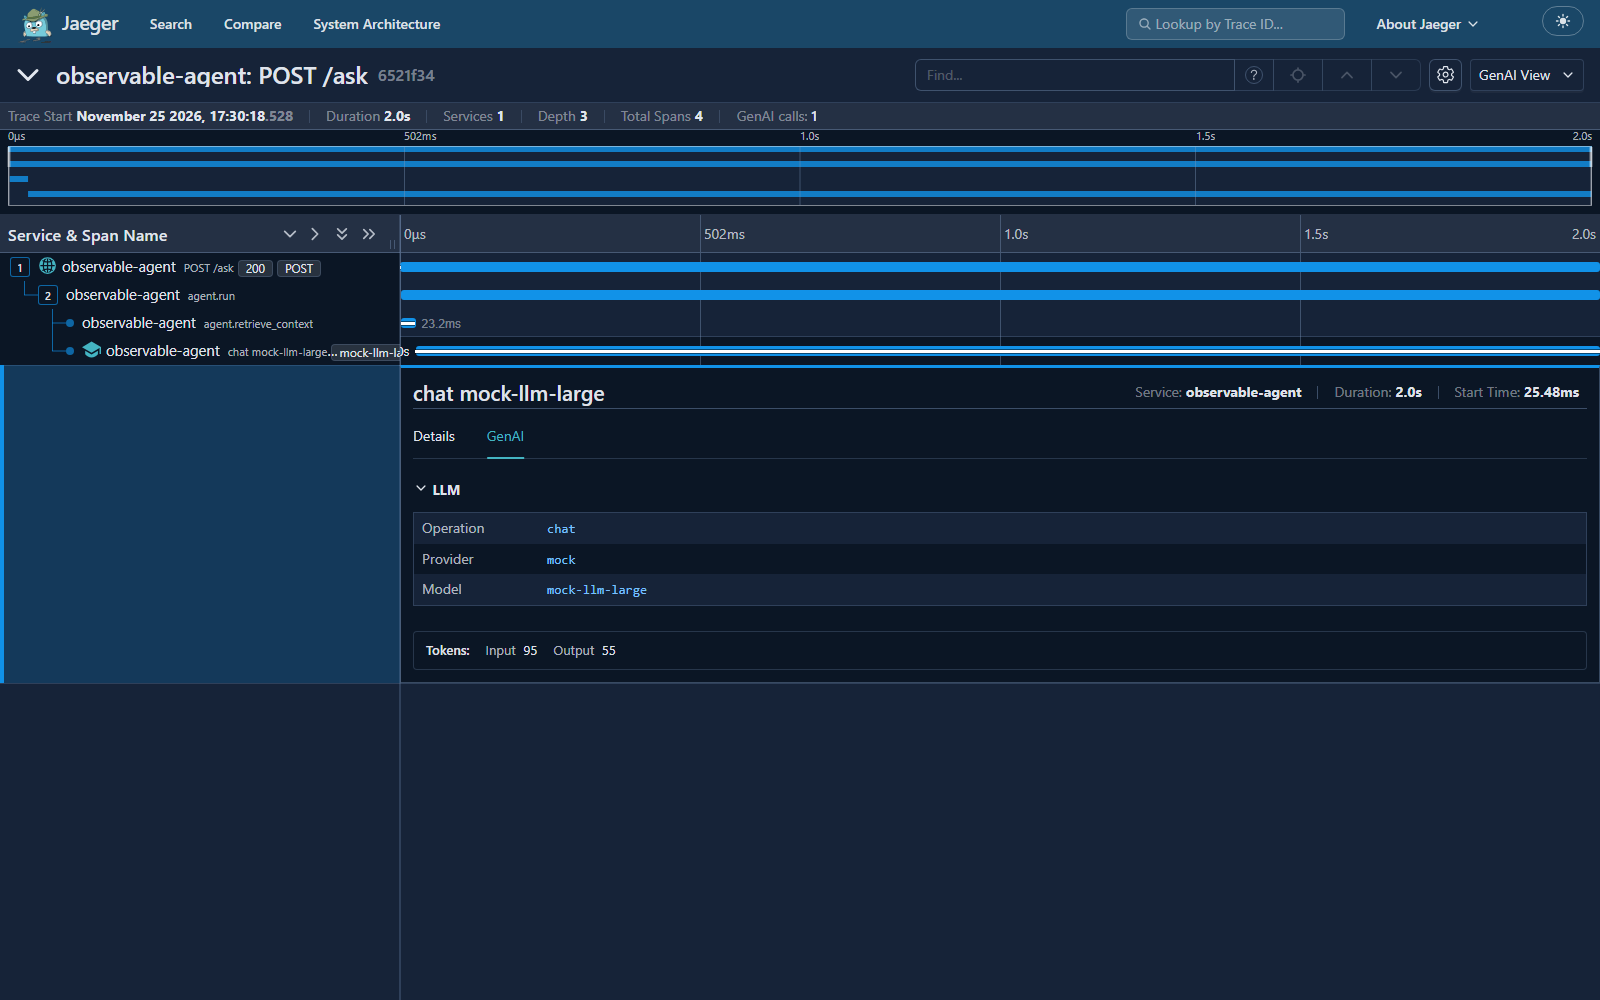 Jaeger Search Compare System Architecture Lookup by Trace ID... About Jaeger
observable-agent: POST /ask 6521f34 Find... ? GenAI View
Trace Start November 25 2026, 17:30:18.528 Duration 2.0s Services 1 Depth 3 Total Spans 4 GenAI calls: 1
0μs 502ms 1.0s 1.5s 2.0s
Service & Span Name 0μs 502ms 1.0s 1.5s 2.0s
1 observable-agent POST /ask 200 POST
2 observable-agent agent.run
observable-agent agent.retrieve_context 23.2ms
observable-agent chat mock-llm-large...
chat mock-llm-large Service: observable-agent Duration: 2.0s Start Time: 25.48ms
Details GenAI
LLM
Operation chat
Provider mock
Model mock-llm-large
Tokens: Input 95 Output 55